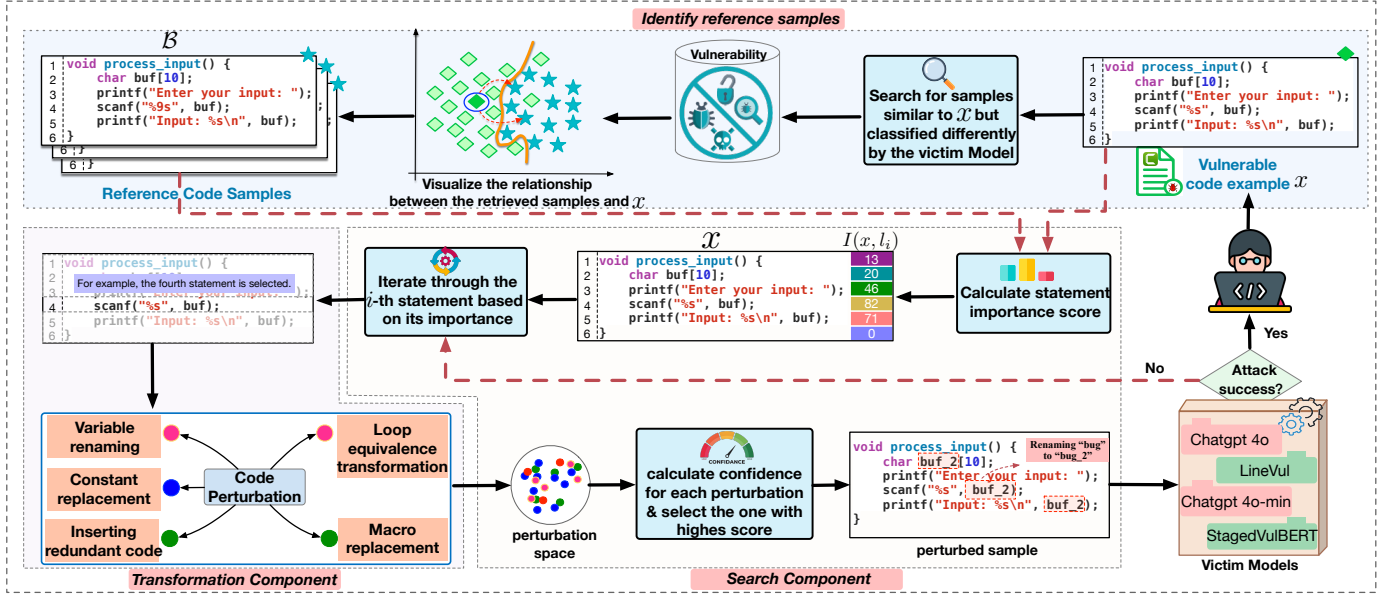 Identify reference samples
B
1 void process_input() {
2 char buf[10];
3 printf("Enter your input: ");
4 scanf("%9s", buf);
5 printf("Input: %s\n", buf);
6 }
;
;
6 }
6 }
Reference Code Samples
Visualize the relationship
between the retrieved samples and x
Vulnerability
Search for samples
similar to x but
classified differently
by the victim Model
1 void process_input() {
2 char buf[10];
3 printf("Enter your input: ");
4 scanf("%s", buf);
5 printf("Input: %s\n", buf);
6 }
C
Vulnerable
code example x
1 void process_input() {
2
For example, the fourth statement is selected.
3
4 scanf("%s", buf);
5 printf("Input: %s\n", buf);
6 }
Iterate through the
i-th statement based
on its importance
x
I(x, l_i)
1 void process_input() { 13
2 char buf[10]; 20
3 printf("Enter your input: "); 46
4 scanf("%s", buf); 82
5 printf("Input: %s\n", buf); 71
6 } 0
Calculate statement
importance score
</>
Yes
No
Attack
success?
Variable
renaming
Constant
replacement
Inserting
redundant code
Code
Perturbation
Loop
equivalence
transformation
Macro
replacement
Transformation Component
perturbation
space
CONFIDANCE
calculate confidence
for each perturbation
& select the one with
highes score
void process_input() {
char buf_2[10];
printf("Enter your input: ");
scanf("%s", buf_2);
printf("Input: %s\n", buf_2);
}
Renaming "bug"
to "bug_2"
perturbed sample
Search Component
Chatgpt 4o
LineVul
Chatgpt 4o-min
StagedVulBERT
Victim Models